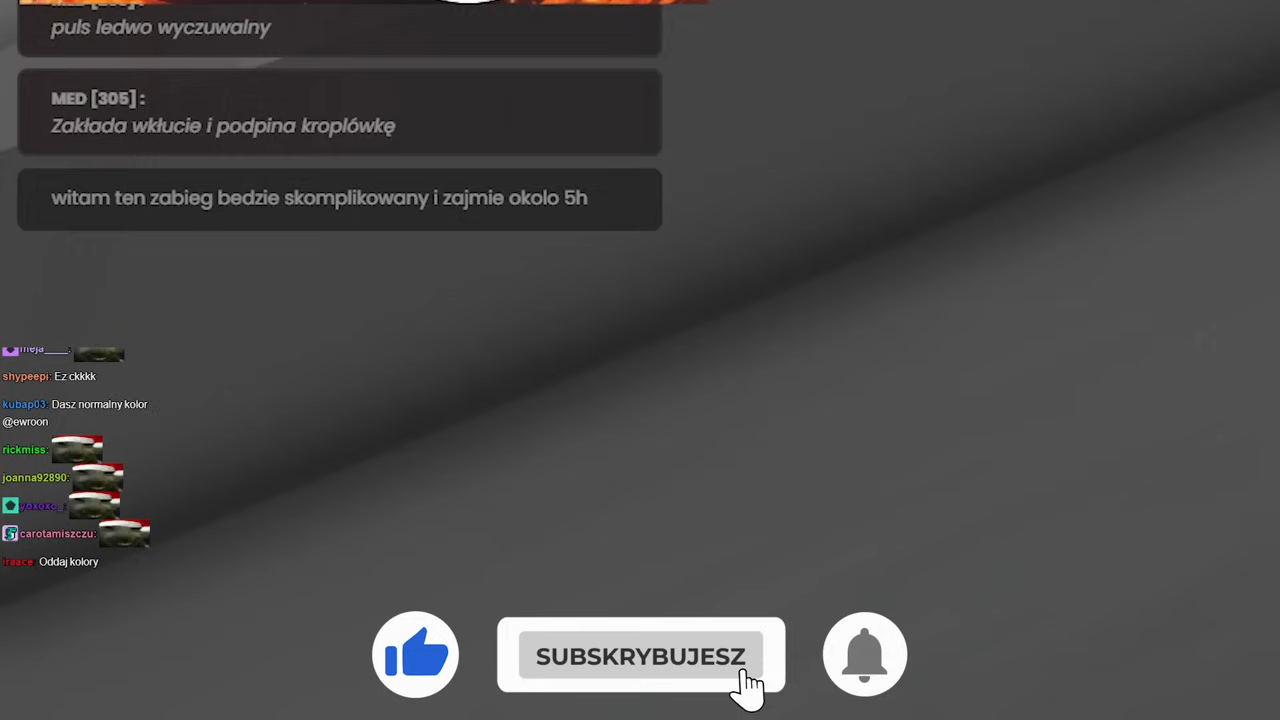 puls ledwo wyczuwalny
MED [305] :
Zakłada wkłucie i podpina kroplówkę
witam ten zabieg bedzie skomplikowany i zajmie okolo 5h
meja____:
shypeepi: Ez ckkkk
kubap03: Dasz normalny kolor
@ewroon
rickmiss:
joanna92890:
carotamiszczu:
Oddaj kolory
SUBSKRYBUJESZ